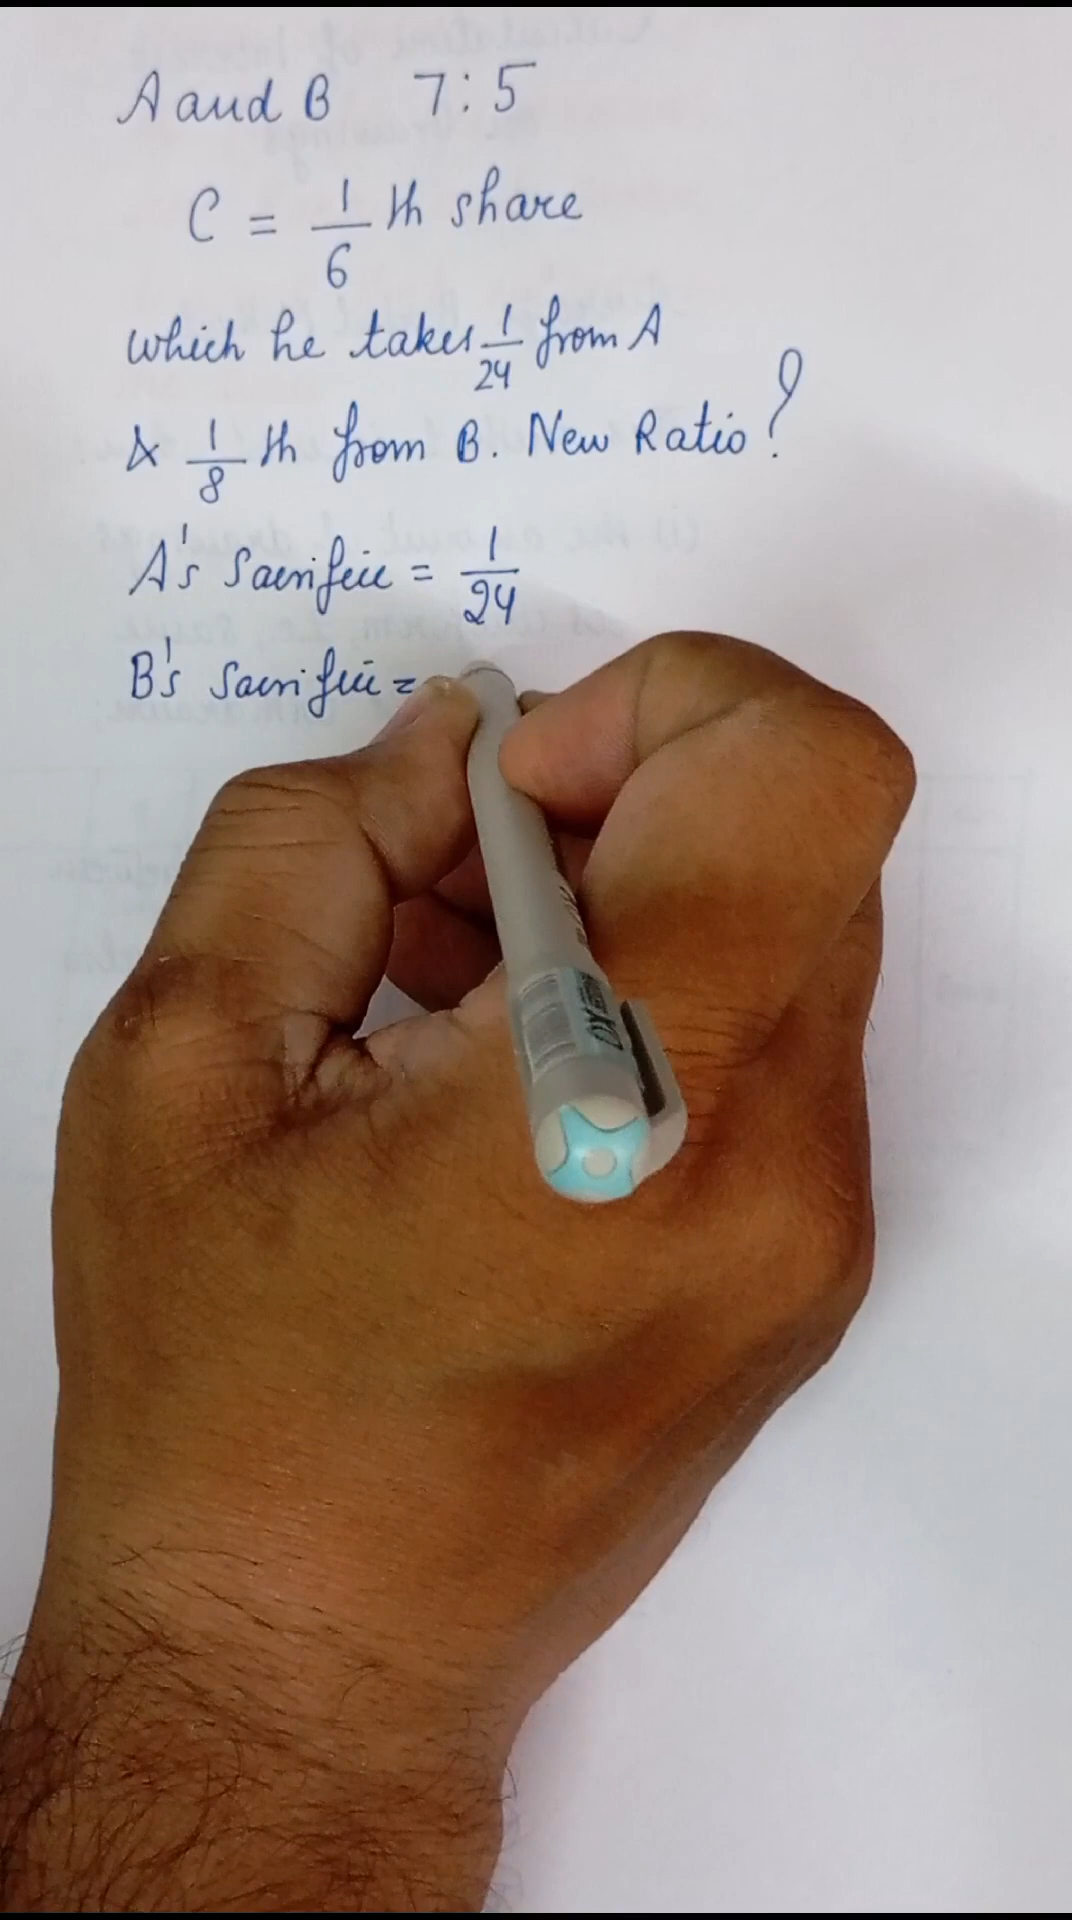 A and B 7:5
C = 1/6 th share
which he takes 1/24 from A
& 1/8 th from B. New Ratio?
A's Sacrifice = 1/24
B's Sacrifice =